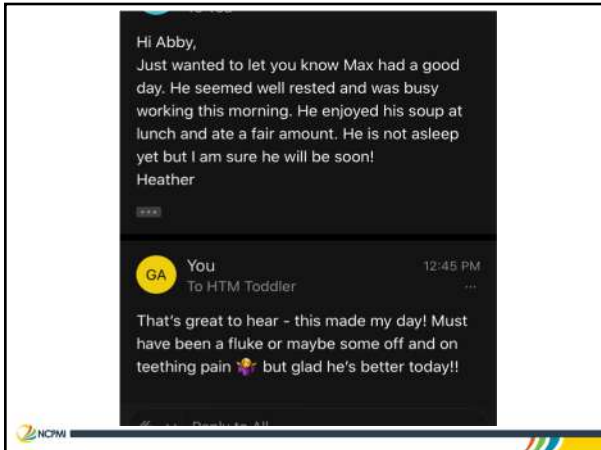 Hi Abby,
Just wanted to let you know Max had a good
day. He seemed well rested and was busy
working this morning. He enjoyed his soup at
lunch and ate a fair amount. He is not asleep
yet but I am sure he will be soon!
Heather
GA
You
12:45 PM
To HTM Toddler
That's great to hear - this made my day! Must
have been a fluke or maybe some off and on
teething pain 🤷‍♀️ but glad he's better today!!
NCPMI